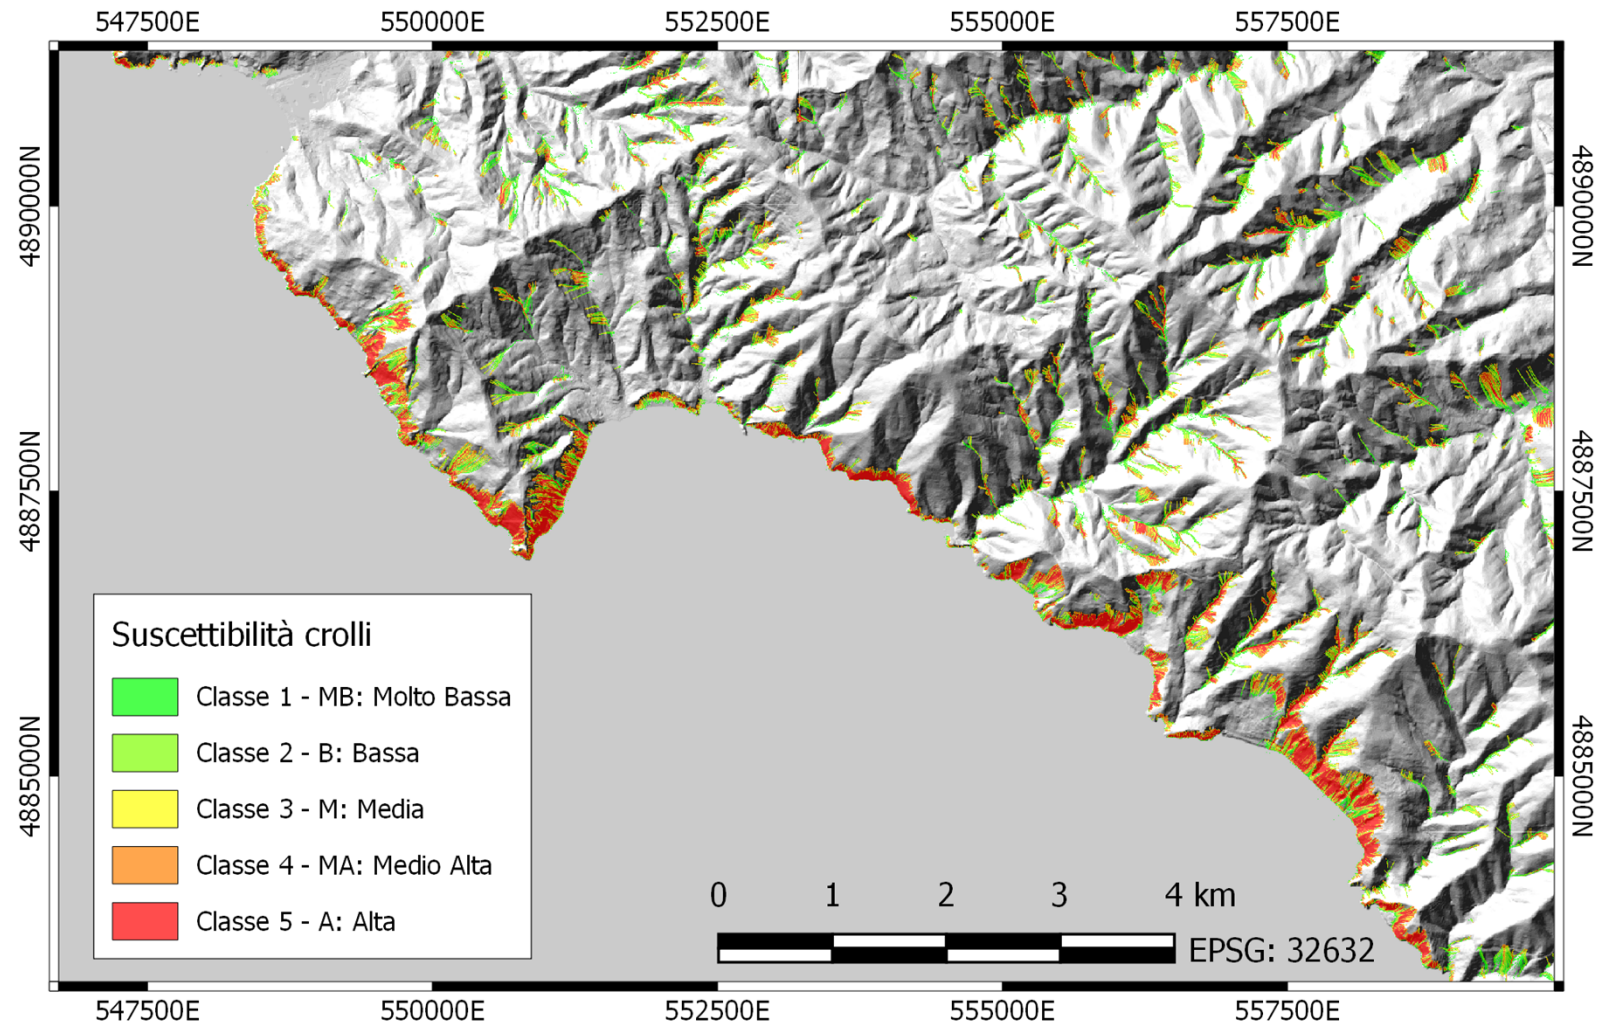 547500E 550000E 552500E 555000E 557500E
4890000N
4887500N
4885000N
4890000N
4887500N
4885000N
Suscettibilità crolli
Classe 1 - MB: Molto Bassa
Classe 2 - B: Bassa
Classe 3 - M: Media
Classe 4 - MA: Medio Alta
Classe 5 - A: Alta
0 1 2 3 4 km
EPSG: 32632
547500E 550000E 552500E 555000E 557500E